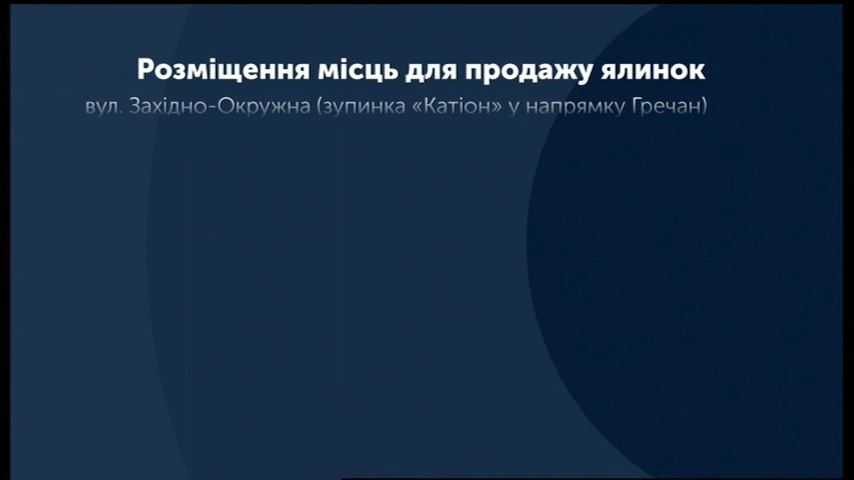 Розміщення місць для продажу ялинок
вул. Західно-Окружна (зупинка «Катіон» у напрямку Гречан)